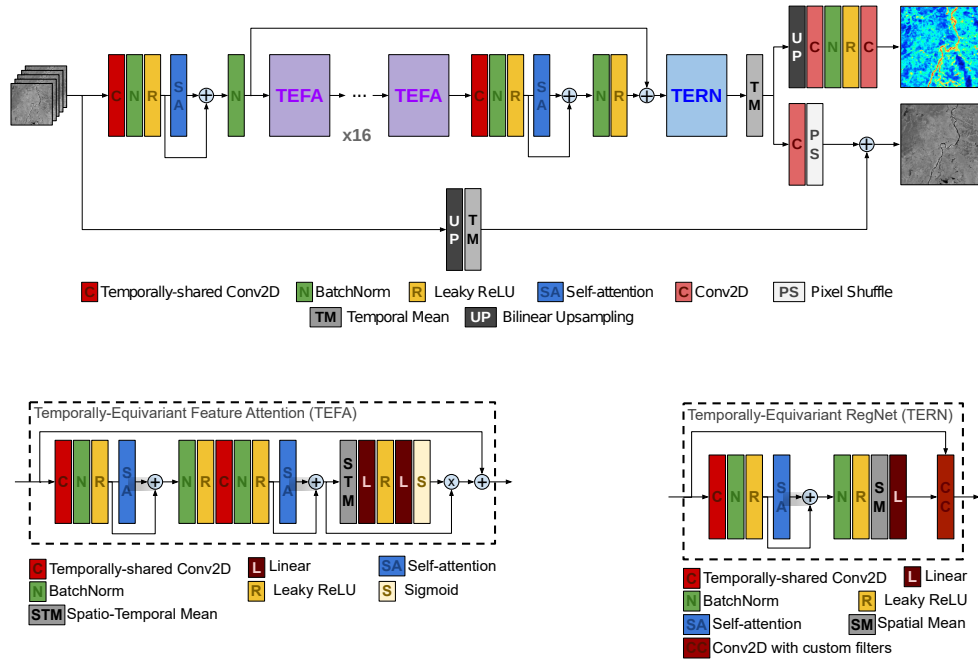 C N R SA + N TEFA ... TEFA C N R SA + N R + TERN TM UP C N R C
x16
C PS +
UP TM
C Temporally-shared Conv2D N BatchNorm R Leaky ReLU SA Self-attention C Conv2D PS Pixel Shuffle
TM Temporal Mean UP Bilinear Upsampling
Temporally-Equivariant Feature Attention (TEFA)
C N R SA + N R C N R SA + STM L R L S x +
C Temporally-shared Conv2D L Linear SA Self-attention
N BatchNorm R Leaky ReLU S Sigmoid
STM Spatio-Temporal Mean
Temporally-Equivariant RegNet (TERN)
C N R SA + N R SM L CC
C Temporally-shared Conv2D L Linear
N BatchNorm R Leaky ReLU
SA Self-attention SM Spatial Mean
CC Conv2D with custom filters